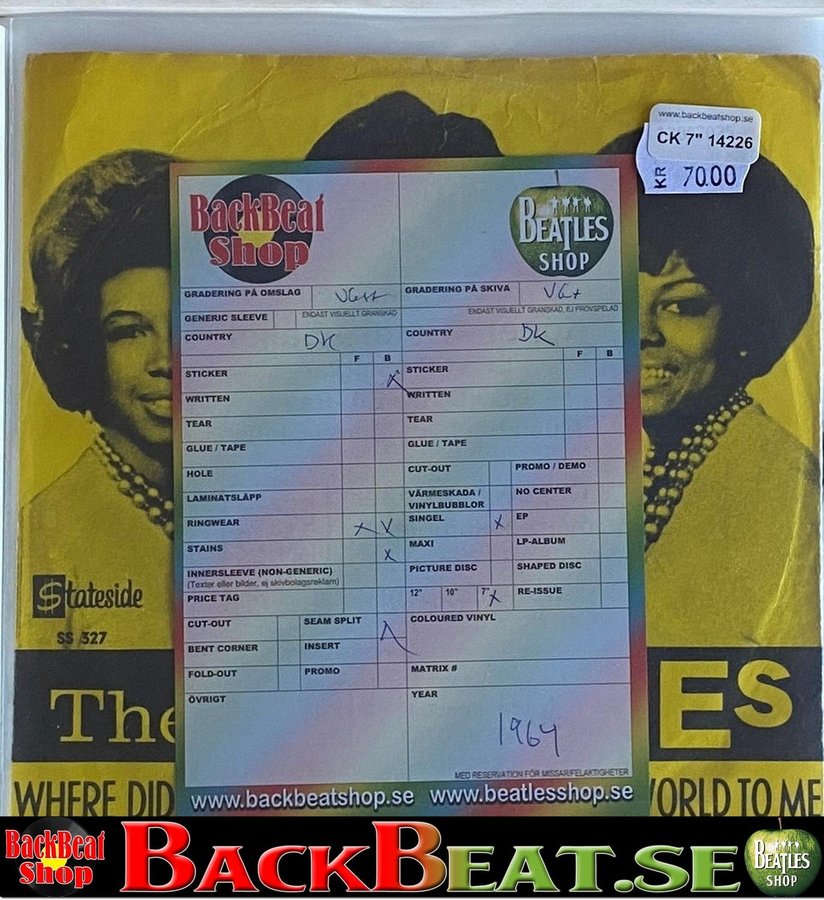 www.backbeatshop.se
CK 7" 14226
KR 70.00
BackBeat
Shop
BEATLES
SHOP
GRADERING PÅ OMSLAG VG++
GRADERING PÅ SKIVA VG+
GENERIC SLEEVE
ENDAST VISUELLT GRANSKAD
ENDAST VISUELLT GRANSKAD, EJ PROVSPELAD
COUNTRY DK
COUNTRY DK
F B
F B
STICKER X
STICKER
WRITTEN
WRITTEN
TEAR
TEAR
GLUE / TAPE
GLUE / TAPE
HOLE
CUT-OUT
PROMO / DEMO
LAMINATSLÄPP
VÄRMESKADA /
VINYLBUBBLOR
NO CENTER
RINGWEAR X V
SINGEL X
EP
STANS X
MAXI
LP-ALBUM
INNERSLEEVE (NON-GENERIC)
(Texter eller bilder, ej skivbolagsreklam)
PICTURE DISC
SHAPED DISC
PRICE TAG
12" 10" 7" X
RE-ISSUE
CUT-OUT
SEAM SPLIT
COLOURED VINYL
BENT CORNER
INSERT
FOLD-OUT
PROMO
MATRIX #
ÖVRIGT
YEAR
1964
MED RESERVATION FÖR MISSAR/FELAKTIGHETER
www.backbeatshop.se www.beatlesshop.se
Stateside
SS 327
The
ES
WHERE DID
WORLD TO ME
BackBeat
Shop
BACKBEAT.SE
BEATLES
SHOP